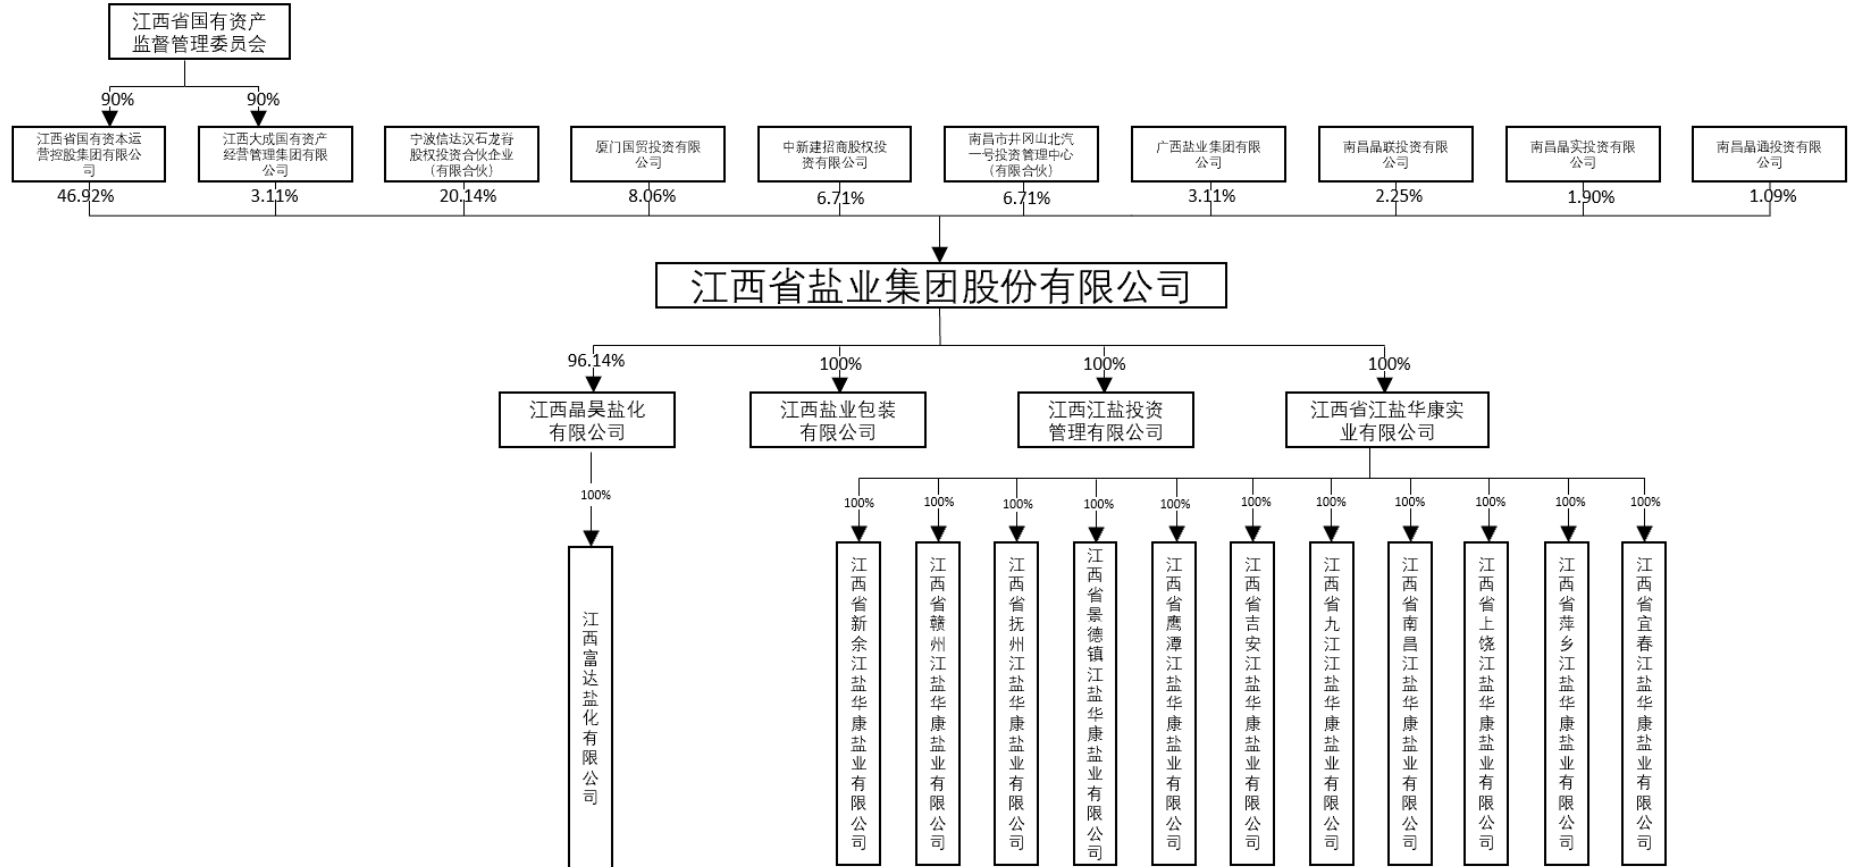 江西省国有资产
监督管理委员会
90%
90%
江西省国有资本运
营控股集团有限公
司
江西大成国有资产
经营管理集团有限
公司
宁波信达汉石龙脊
股权投资合伙企业
（有限合伙）
厦门国贸投资有限
公司
中新建招商股权投
资有限公司
南昌市井冈山北汽
一号投资管理中心
（有限合伙）
广西盐业集团有限
公司
南昌晶联投资有限
公司
南昌晶实投资有限
公司
南昌晶通投资有限
公司
46.92%
3.11%
20.14%
8.06%
6.71%
6.71%
3.11%
2.25%
1.90%
1.09%
江西省盐业集团股份有限公司
96.14%
100%
100%
100%
江西晶昊盐化
有限公司
江西盐业包装
有限公司
江西江盐投资
管理有限公司
江西省江盐华康实
业有限公司
100%
100%
100%
100%
100%
100%
100%
100%
100%
100%
100%
100%
江西富达盐化有限公司
江西省新余江盐华康盐业有限公司
江西省赣州江盐华康盐业有限公司
江西省抚州江盐华康盐业有限公司
江西省景德镇江盐华康盐业有限公司
江西省鹰潭江盐华康盐业有限公司
江西省吉安江盐华康盐业有限公司
江西省九江江盐华康盐业有限公司
江西省南昌江盐华康盐业有限公司
江西省上饶江盐华康盐业有限公司
江西省萍乡江盐华康盐业有限公司
江西省宜春江盐华康盐业有限公司